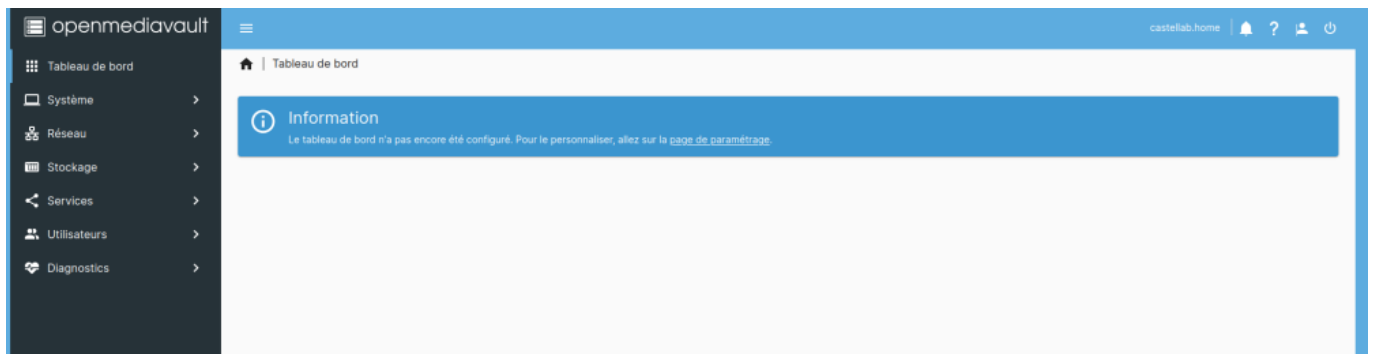 openmediavault
castellab.home
?
Tableau de bord
Tableau de bord
Système
Réseau
Stockage
Services
Utilisateurs
Diagnostics
Information
Le tableau de bord n'a pas encore été configuré. Pour le personnaliser, allez sur la page de paramétrage.